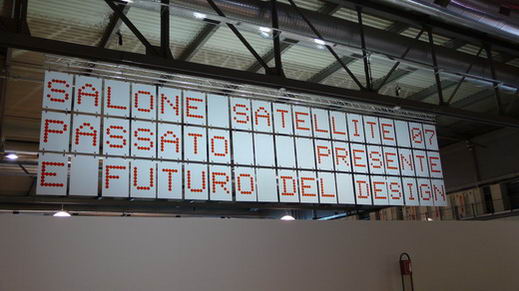 SALONE SATELLITE 07
PASSATO PRESENTE
E FUTURO DEL DESIGN